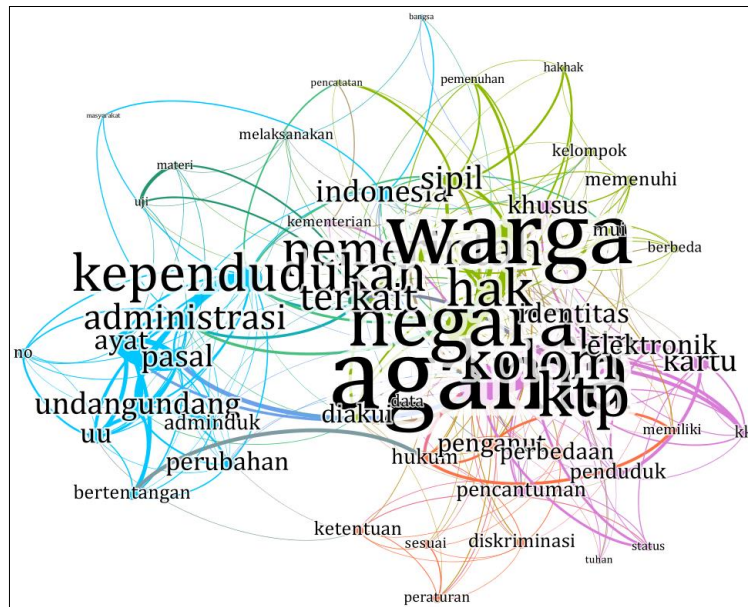 bangsa
hakhak
pemenuhan
pencatatan
masyarakat
melaksanakan
kelompok
materi
sipil
memenuhi
indonesia
uji
khusus
kementerian
mui
warga
berbeda
kependudukan
hak
terkait
administrasi
negara
identitas
ayat
elektronik
no
pasal
kolom
kartu
agama
ktp
undangundang
data
diakui
adminduk
uu
memiliki
kk
penganut
perbedaan
hukum
perubahan
penduduk
bertentangan
pencantuman
ketentuan
sesuai
diskriminasi
status
tuhan
peraturan